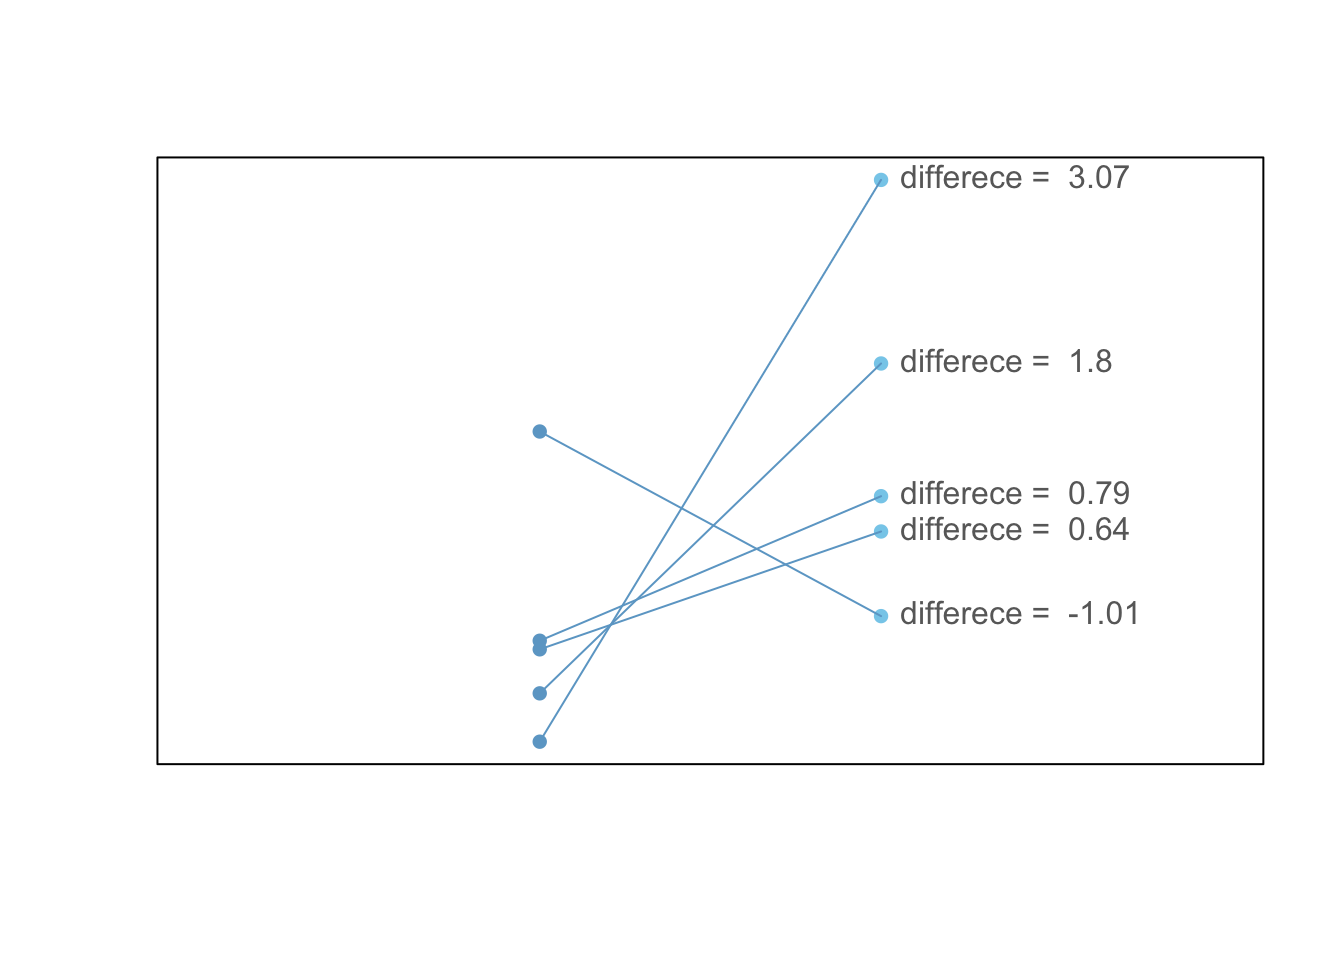 differece =  3.07
differece =  1.8
differece =  0.79
differece =  0.64
differece =  -1.01